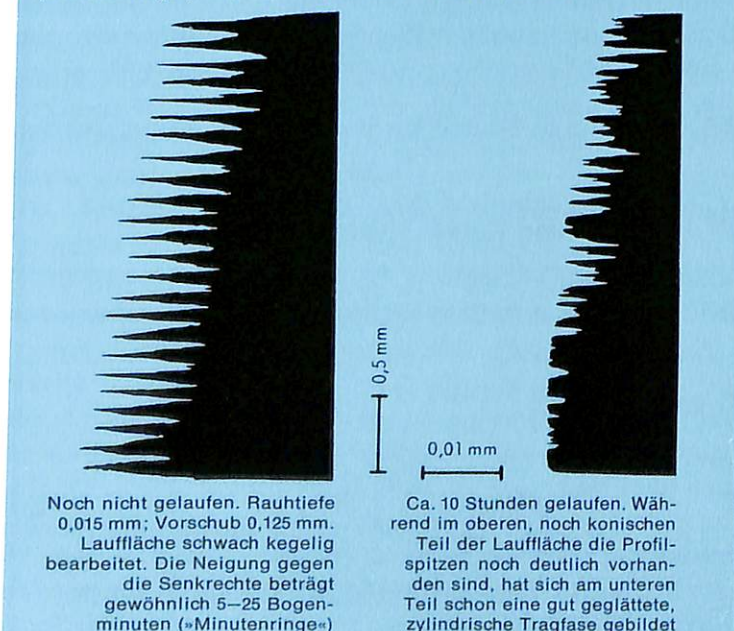 0,5 mm
0,01 mm
Noch nicht gelaufen. Rauhtiefe
0,015 mm; Vorschub 0,125 mm.
Lauffläche schwach kegelig
bearbeitet. Die Neigung gegen
die Senkrechte beträgt
gewöhnlich 5–25 Bogen-
minuten (»Minutenringe«)
Ca. 10 Stunden gelaufen. Wäh-
rend im oberen, noch konischen
Teil der Lauffläche die Profil-
spitzen noch deutlich vorhan-
den sind, hat sich am unteren
Teil schon eine gut geglättete,
zylindrische Tragfase gebildet